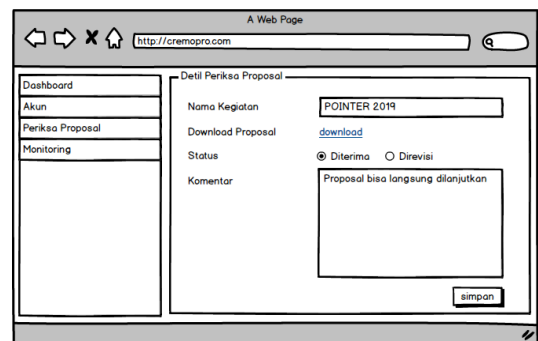 A Web Page
http://cremopro.com
Dashboard
Akun
Periksa Proposal
Monitoring
Detil Periksa Proposal
Nama Kegiatan
POINTER 2019
Download Proposal
download
Status
Diterima
Direvisi
Komentar
Proposal bisa langsung dilanjutkan
simpan